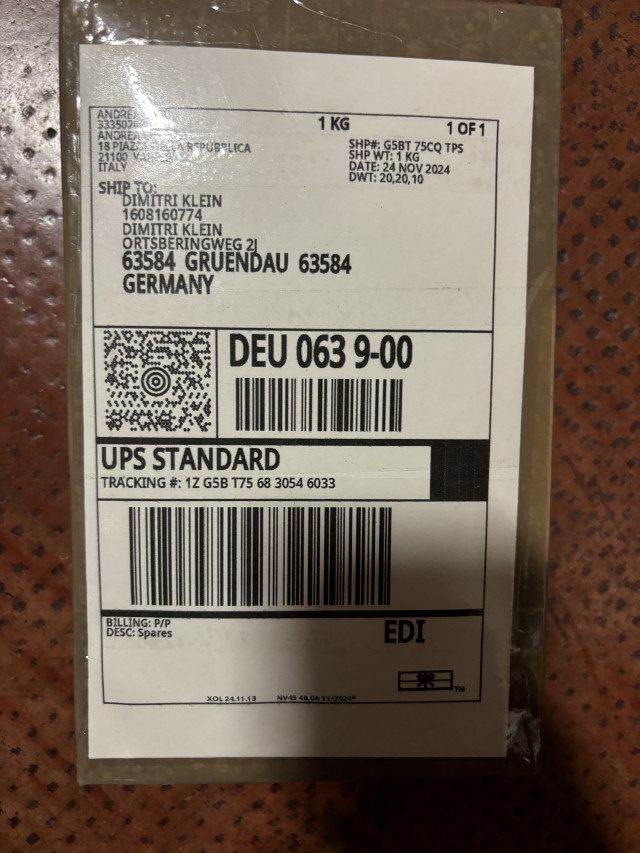 ANDREA
1 KG
1 OF 1
ANDREA
18 PIAZZA DELLA REPUBBLICA
21100
ITALY
SHP#: G5BT 75CQ TPS
SHP WT: 1 KG
DATE: 24 NOV 2024
DWT: 20,20,10
SHIP TO:
DIMITRI KLEIN
1608160774
DIMITRI KLEIN
ORTSBERINGWEG 2J
63584 GRUENDAU 63584
GERMANY
DEU 063 9-00
UPS STANDARD
TRACKING #: 1Z G5B T75 68 3054 6033
BILLING: P/P
DESC: Spares
EDI
TM
XOL 24.11.13 NV45 48.0A 11/2024*